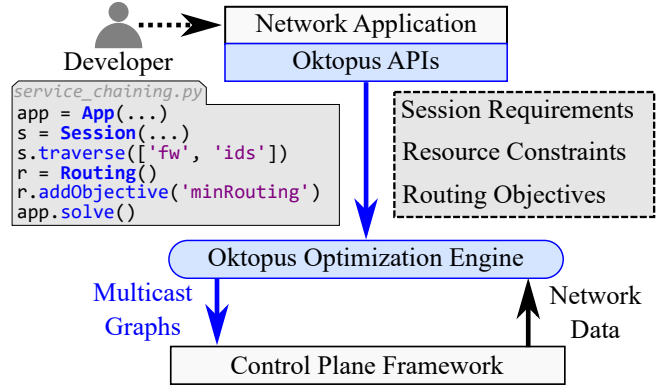 Network Application
Developer
Oktopus APIs
service_chaining.py
app = App(...)
s = Session(...)
s.traverse(['fw', 'ids'])
r = Routing()
r.addObjective('minRouting')
app.solve()
Session Requirements
Resource Constraints
Routing Objectives
Oktopus Optimization Engine
Multicast
Graphs
Network
Data
Control Plane Framework